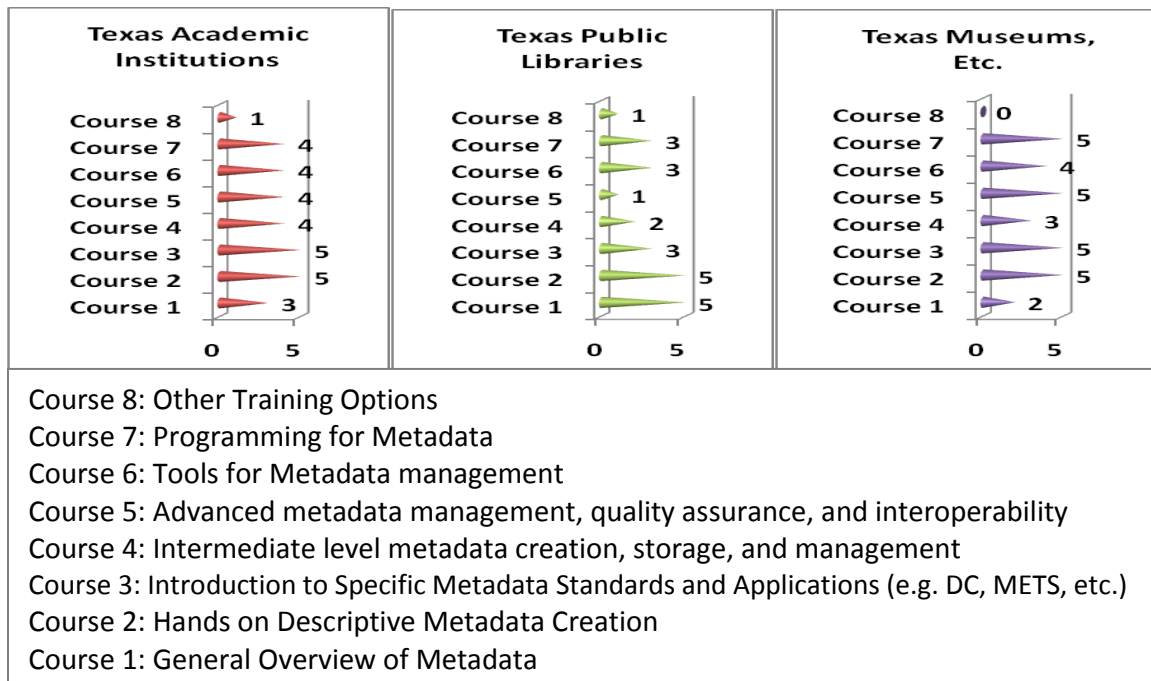 Texas Academic
Institutions
Course 8 1
Course 7 4
Course 6 4
Course 5 4
Course 4 4
Course 3 5
Course 2 5
Course 1 3
0 5
Texas Public
Libraries
Course 8 1
Course 7 3
Course 6 3
Course 5 1
Course 4 2
Course 3 3
Course 2 5
Course 1 5
0 5
Texas Museums,
Etc.
Course 8 0
Course 7 5
Course 6 4
Course 5 5
Course 4 3
Course 3 5
Course 2 5
Course 1 2
0 5
Course 8: Other Training Options
Course 7: Programming for Metadata
Course 6: Tools for Metadata management
Course 5: Advanced metadata management, quality assurance, and interoperability
Course 4: Intermediate level metadata creation, storage, and management
Course 3: Introduction to Specific Metadata Standards and Applications (e.g. DC, METS, etc.)
Course 2: Hands on Descriptive Metadata Creation
Course 1: General Overview of Metadata